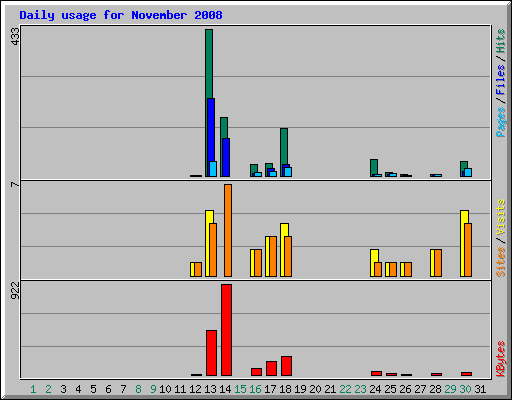 Daily usage for November 2008
433
Pages / Files / Hits
7
Sites / Visits
922
KBytes
1 2 3 4 5 6 7 8 9 10 11 12 13 14 15 16 17 18 19 20 21 22 23 24 25 26 27 28 29 30 31